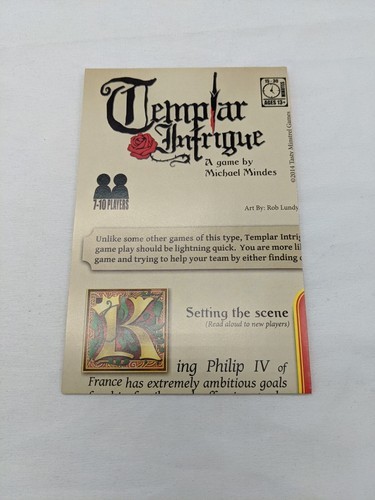 Templar
Intrigue
A game by
Michael Mindes
AGES 13+
MINUTES
©2014 Tasty Minstrel Games
7-10 PLAYERS
Art By: Rob Lundy
Unlike some other games of this type, Templar Intri
game play should be lightning quick. You are more li
game and trying to help your team by either finding
Setting the scene
(Read aloud to new players)
King Philip IV of
France has extremely ambitious goals